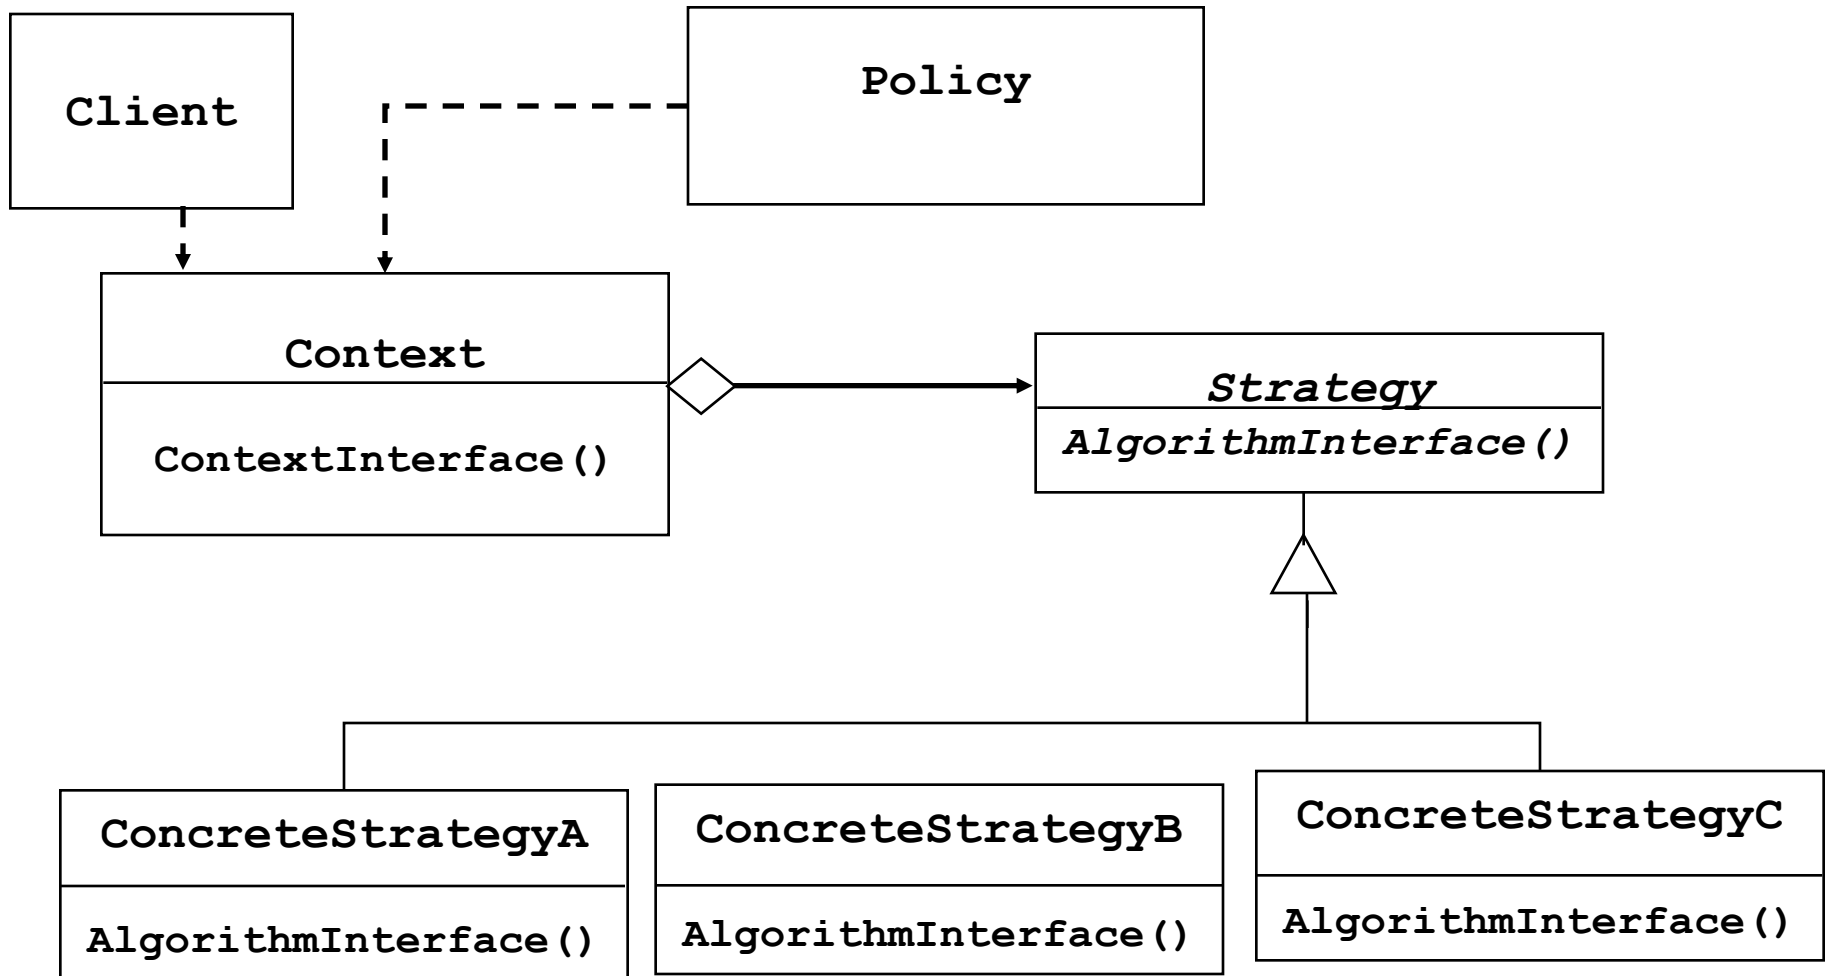 Client
Policy
Context
ContextInterface()
Strategy
AlgorithmInterface()
ConcreteStrategyA
AlgorithmInterface()
ConcreteStrategyB
AlgorithmInterface()
ConcreteStrategyC
AlgorithmInterface()